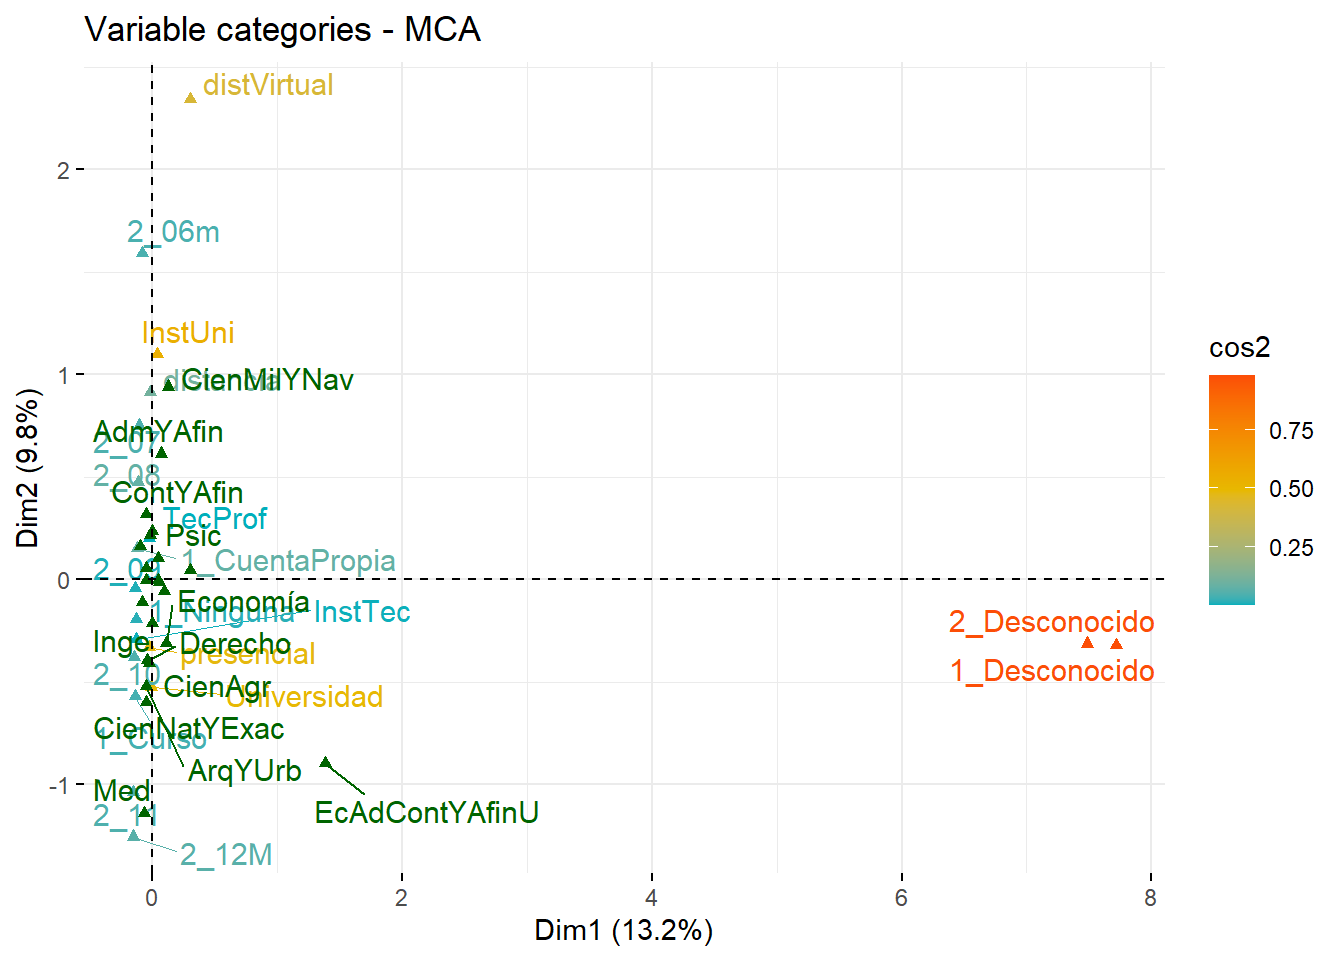 Variable categories - MCA
distVirtual
2
2_06m
InstUni
distancia
CienMilYNav
1
AdmYAfin
2_07
2_08
ContYAfin
TecProf
Psic
1_CuentaPropia
2_09
0
Economía
1_Ninguna
InstTec
2_Desconocido
Inge
Derecho
presencial
1_Desconocido
2_10
CienAgr
Universidad
CienNatYExac
1_Curso
ArqYUrb
-1
Med
EcAdContYAfinU
2_11
2_12M
0
2
4
6
8
Dim1 (13.2%)
Dim2 (9.8%)
cos2
0.75
0.50
0.25